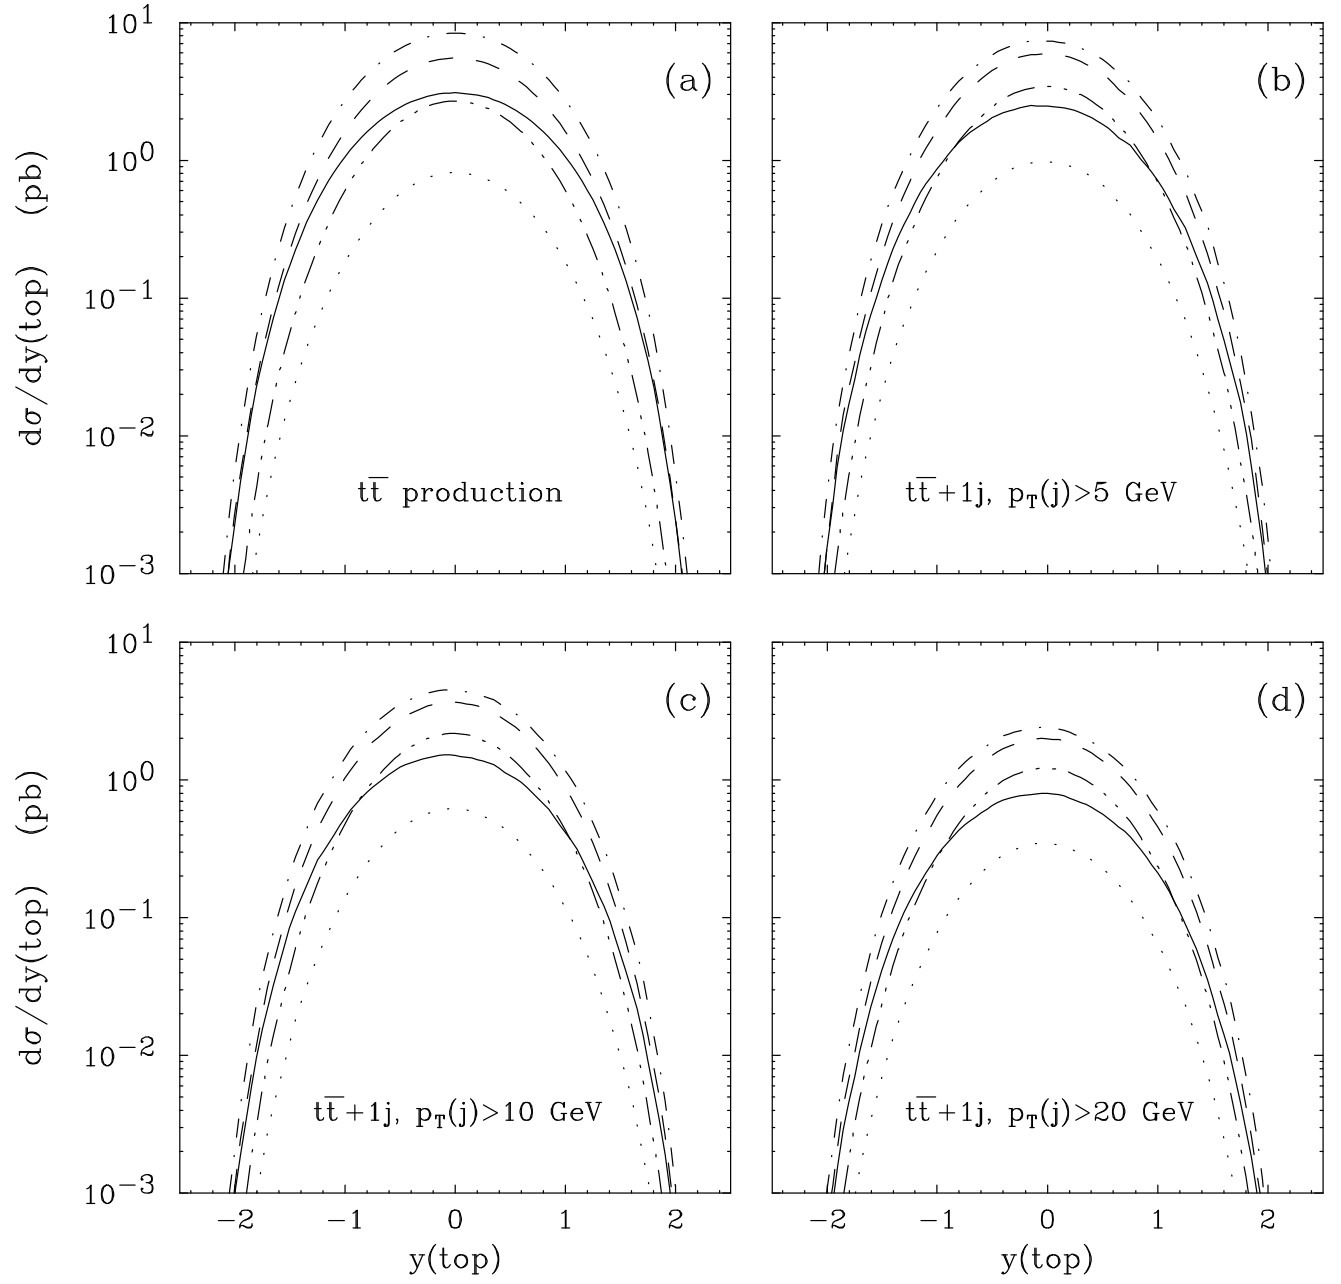 10^1
10^0
10^-1
10^-2
10^-3
dσ/dy(top) (pb)
(a)
tt̅ production
(b)
tt̅+1j, p_T(j)>5 GeV
10^1
10^0
10^-1
10^-2
10^-3
dσ/dy(top) (pb)
(c)
tt̅+1j, p_T(j)>10 GeV
−2 −1 0 1 2
y(top)
(d)
tt̅+1j, p_T(j)>20 GeV
−2 −1 0 1 2
y(top)